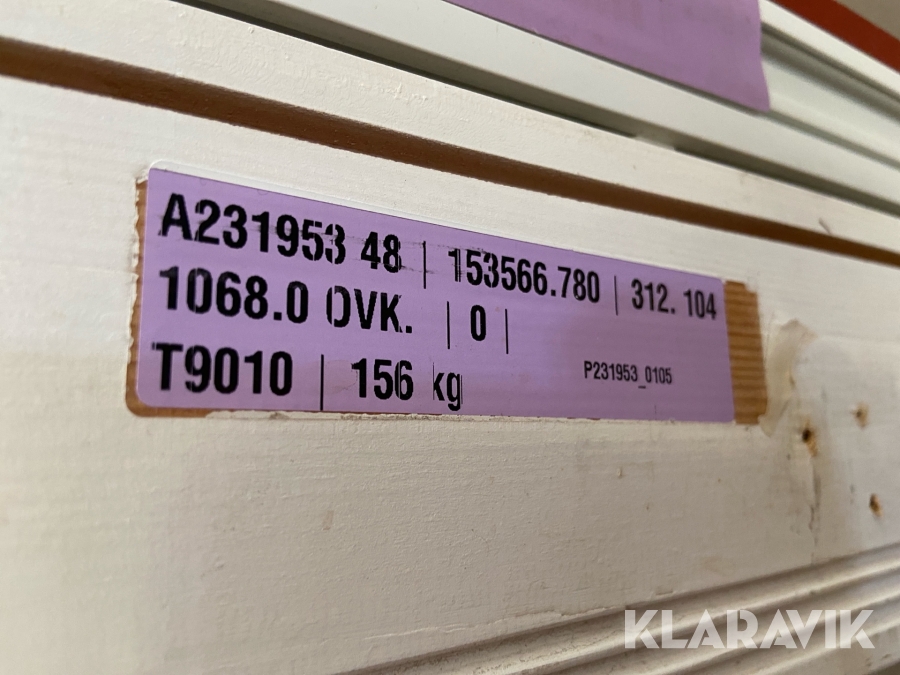 A231953 48 | 153566.780 | 312. 104
1068.0 OVK. | 0 |
T9010 | 156 kg
P231953_0105
KLARAVIK